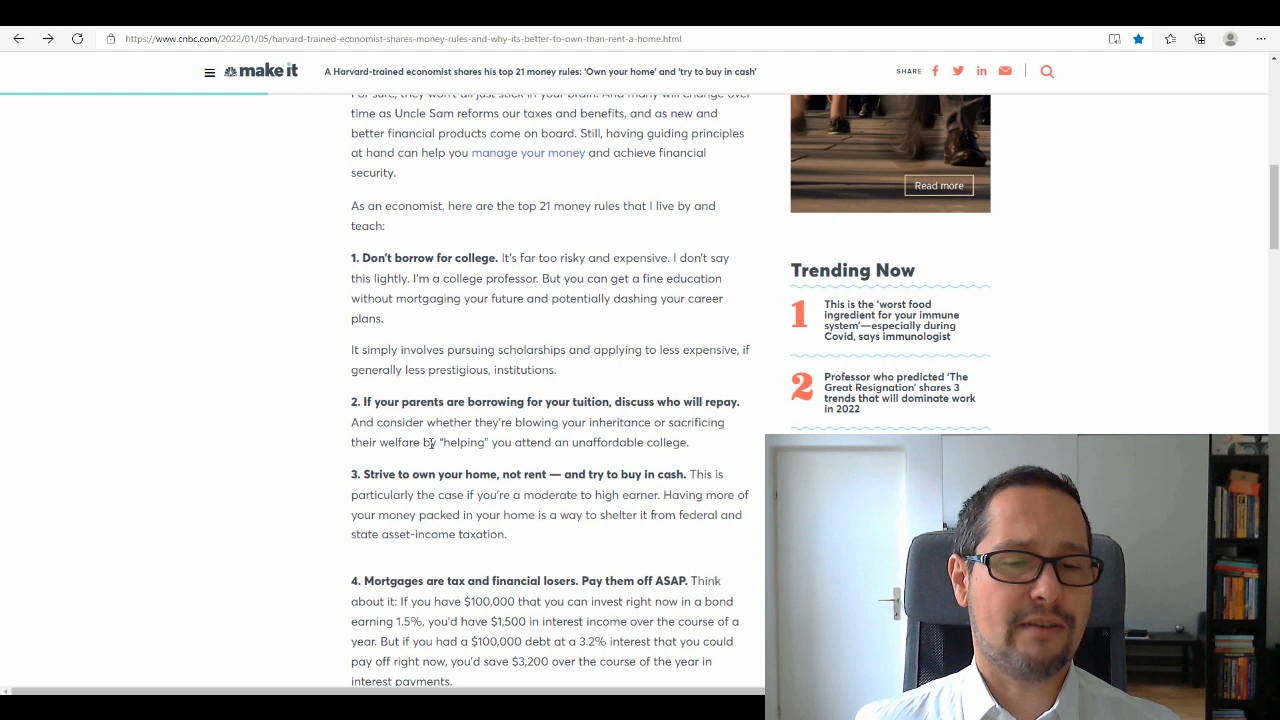 https://www.cnbc.com/2022/01/05/harvard-trained-economist-shares-money-rules-and-why-its-better-to-own-than-rent-a-home.html
make it
A Harvard-trained economist shares his top 21 money rules: ‘Own your home’ and ‘try to buy in cash’
SHARE
For sure, they won’t all just stick in your brain. And many will change over
time as Uncle Sam reforms our taxes and benefits, and as new and
better financial products come on board. Still, having guiding principles
at hand can help you manage your money and achieve financial
security.
As an economist, here are the top 21 money rules that I live by and
teach:
1. Don’t borrow for college. It’s far too risky and expensive. I don’t say
this lightly. I’m a college professor. But you can get a fine education
without mortgaging your future and potentially dashing your career
plans.
It simply involves pursuing scholarships and applying to less expensive, if
generally less prestigious, institutions.
2. If your parents are borrowing for your tuition, discuss who will repay.
And consider whether they’re blowing your inheritance or sacrificing
their welfare by “helping” you attend an unaffordable college.
3. Strive to own your home, not rent — and try to buy in cash. This is
particularly the case if you’re a moderate to high earner. Having more of
your money packed in your home is a way to shelter it from federal and
state asset-income taxation.
4. Mortgages are tax and financial losers. Pay them off ASAP. Think
about it: If you have $100,000 that you can invest right now in a bond
earning 1.5%, you’d have $1,500 in interest income over the course of a
year. But if you had a $100,000 debt at a 3.2% interest that you could
pay off right now, you’d save $3,200 over the course of the year in
interest payments.
Read more
Trending Now
1
This is the ‘worst food
ingredient for your immune
system’—especially during
Covid, says immunologist
2
Professor who predicted ‘The
Great Resignation’ shares 3
trends that will dominate work
in 2022